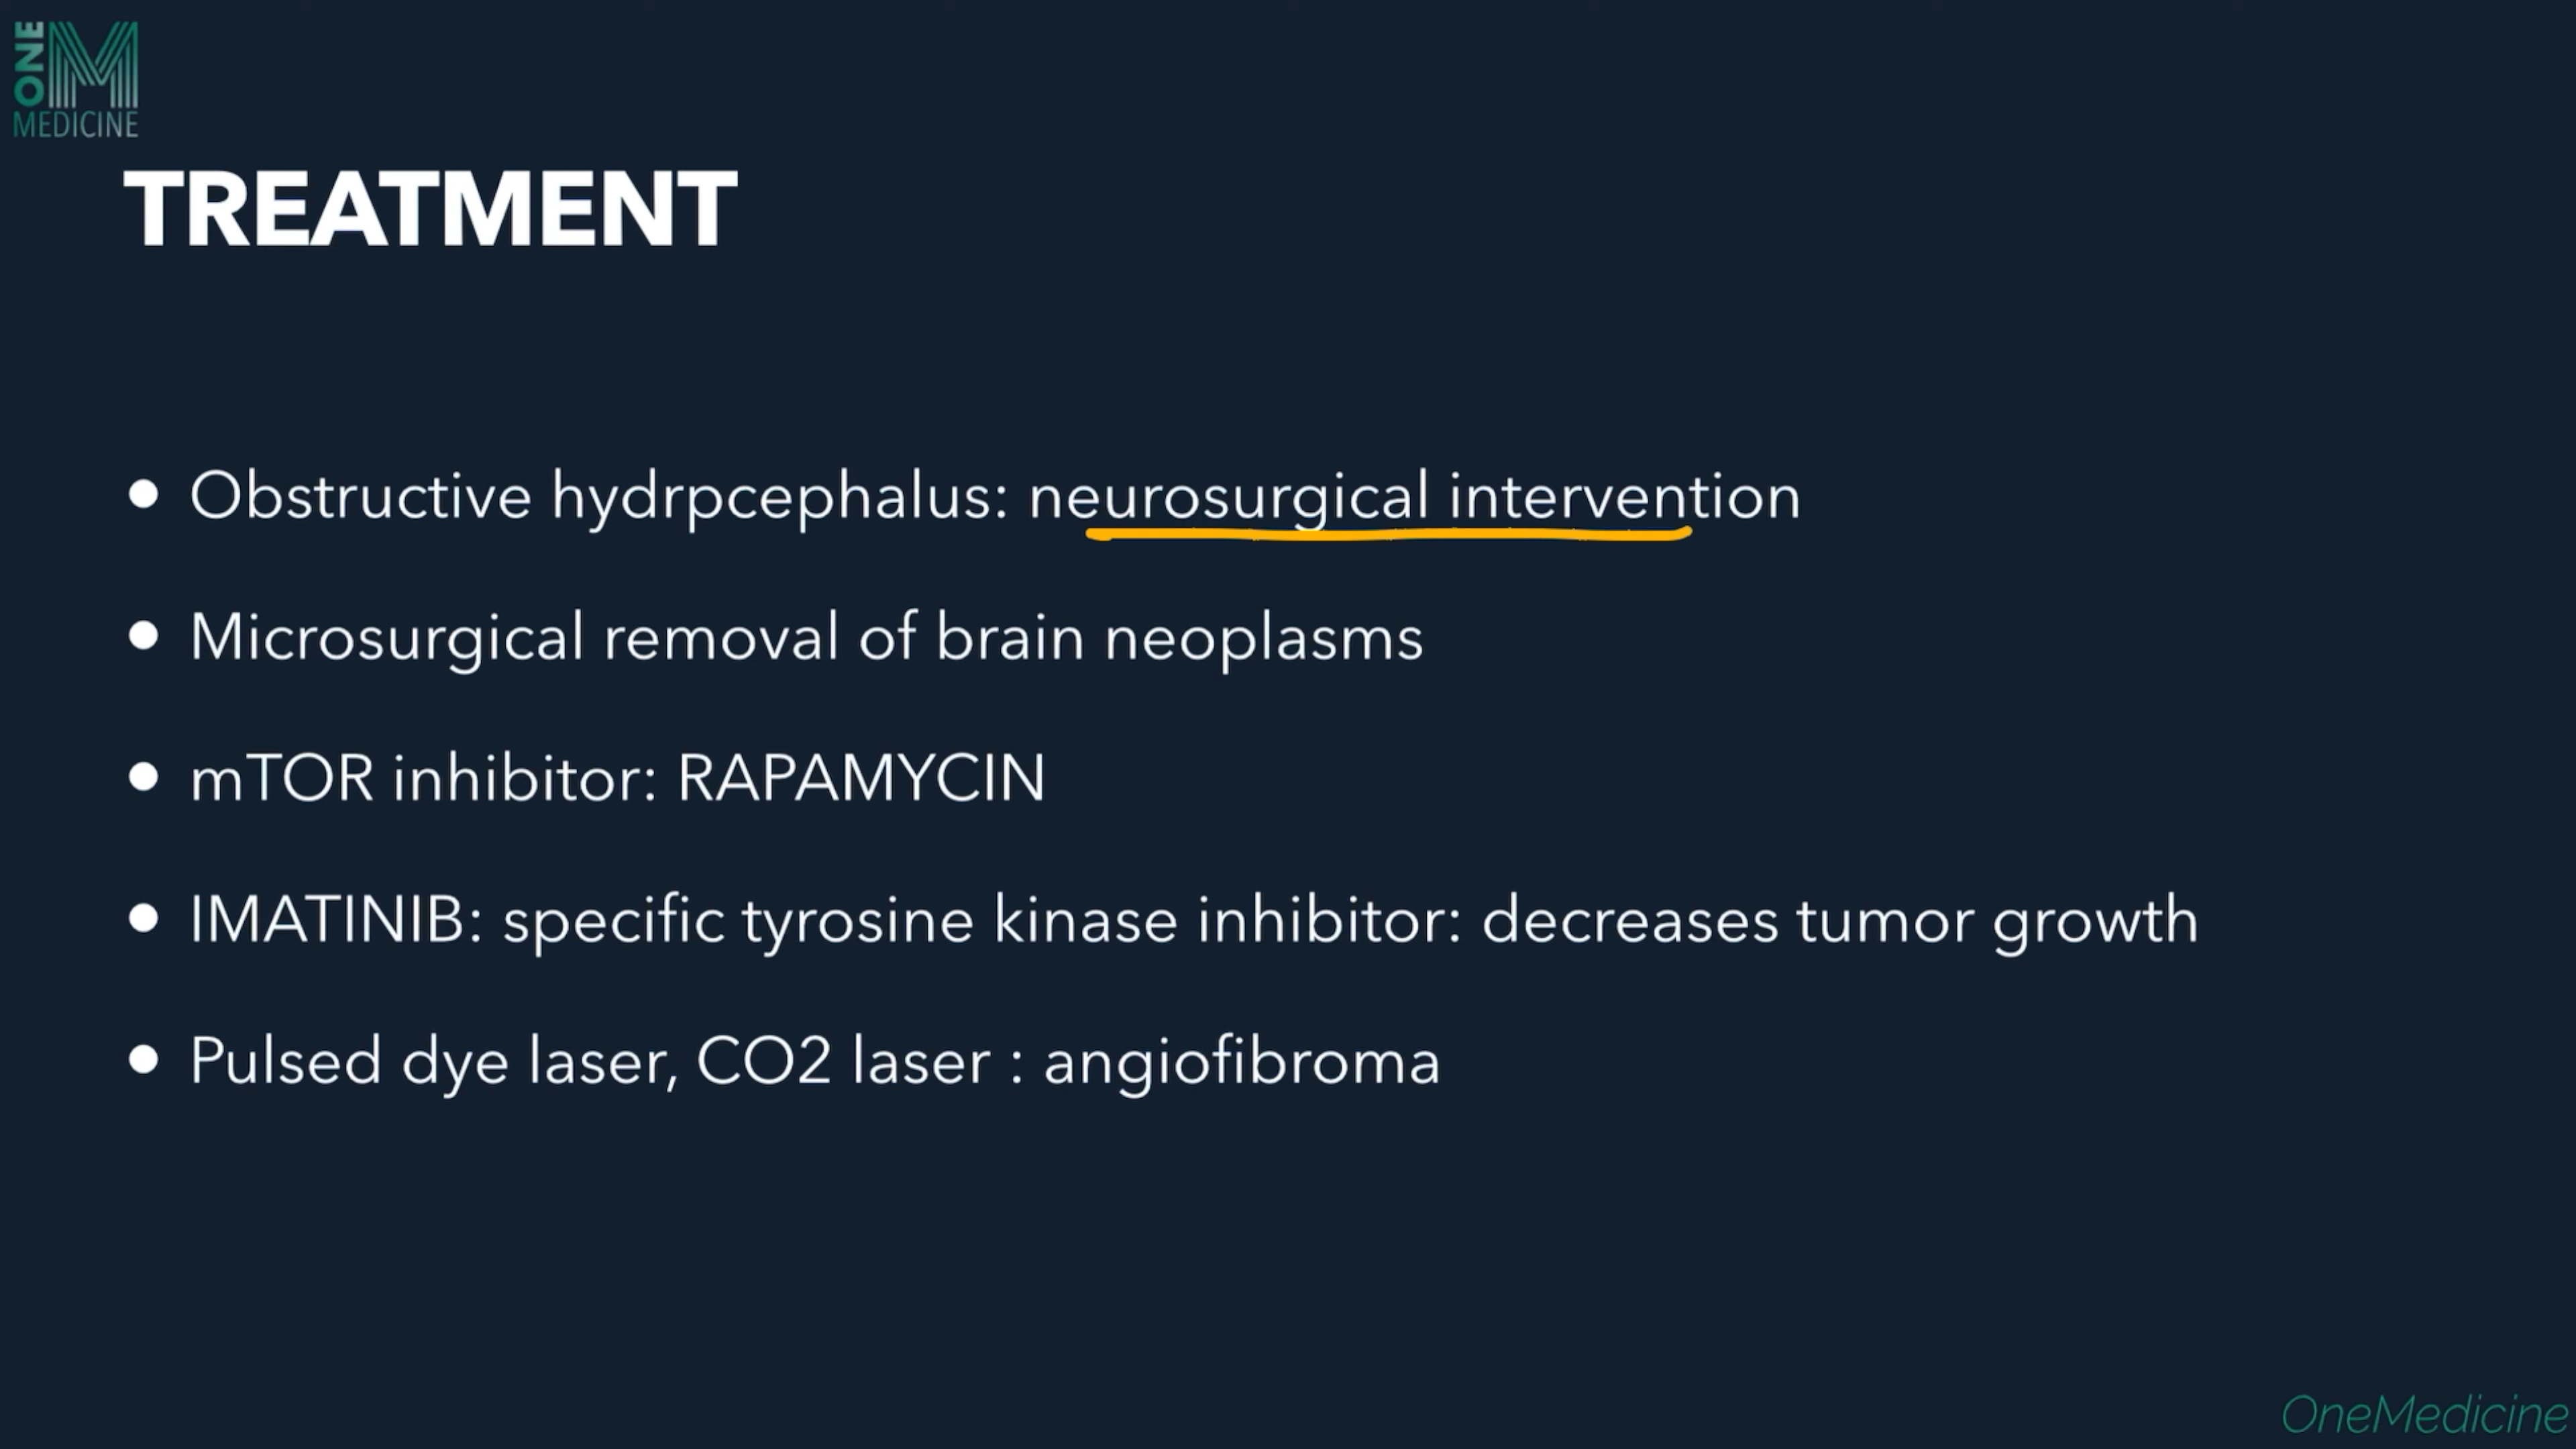 ONE
MEDICINE
TREATMENT
• Obstructive hydrpcephalus: neurosurgical intervention
• Microsurgical removal of brain neoplasms
• mTOR inhibitor: RAPAMYCIN
• IMATINIB: specific tyrosine kinase inhibitor: decreases tumor growth
• Pulsed dye laser, CO2 laser : angiofibroma
OneMedicine